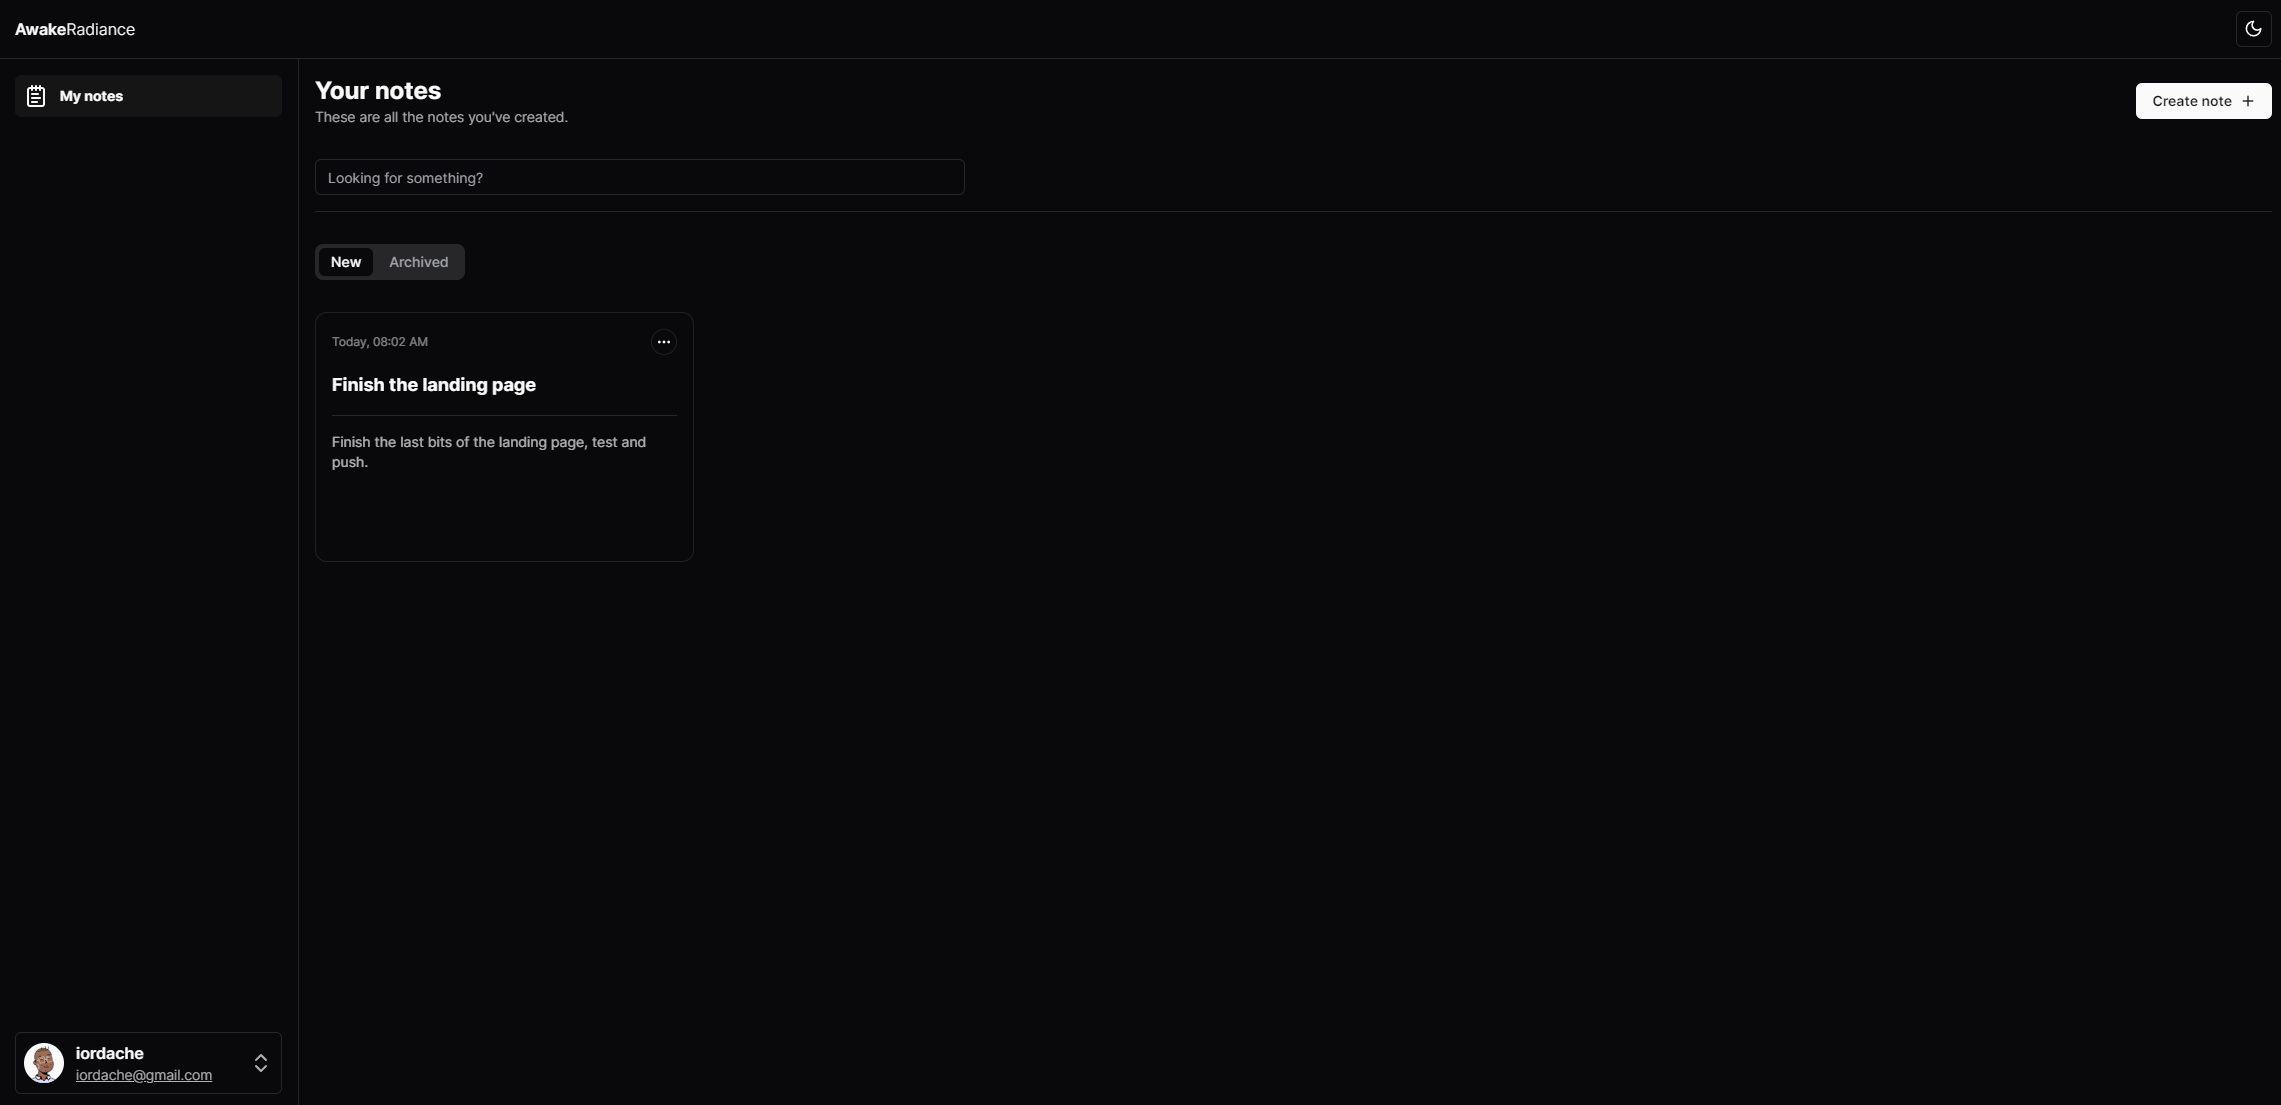 AwakeRadiance
My notes
Your notes
These are all the notes you've created.
Create note
Looking for something?
New
Archived
Today, 08:02 AM
Finish the landing page
Finish the last bits of the landing page, test and
push.
iordache
iordache@gmail.com